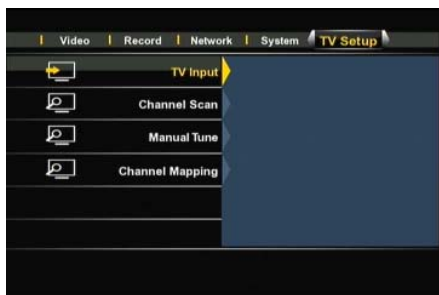 Video Record Network System TV Setup
TV Input
Channel Scan
Manual Tune
Channel Mapping